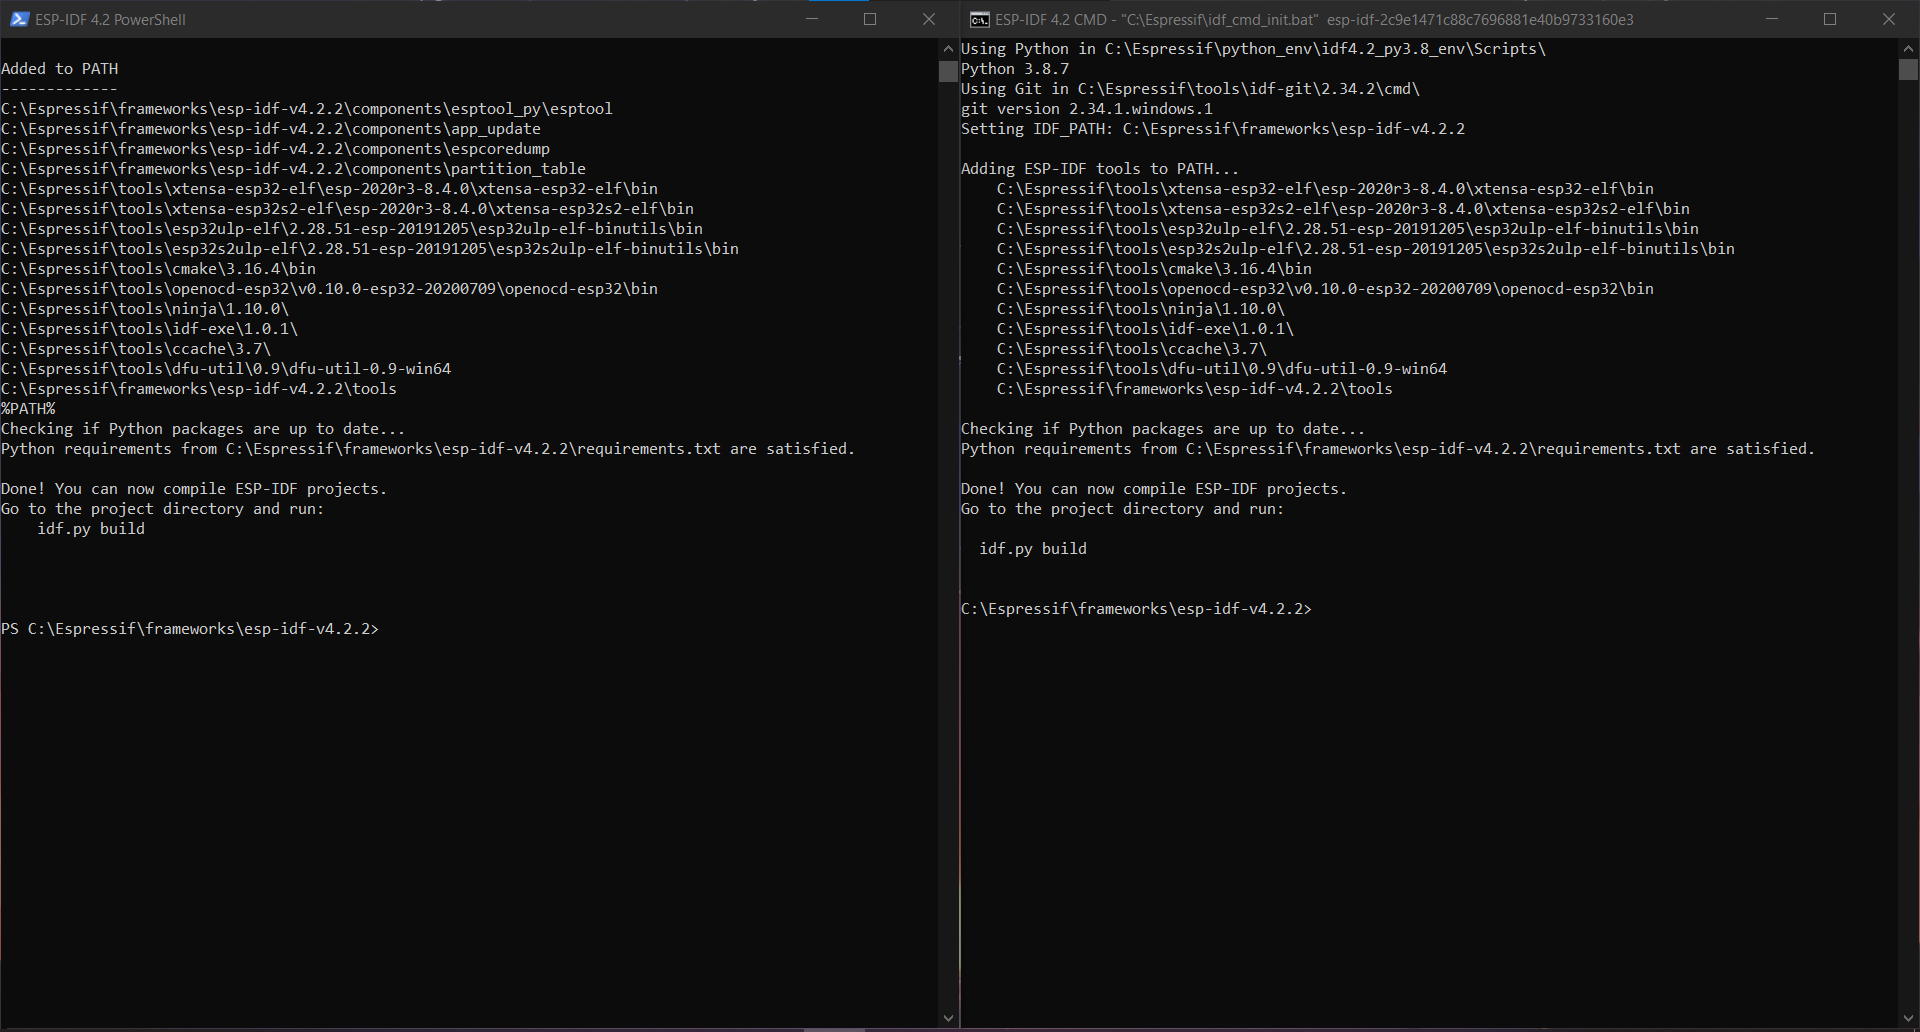 ESP-IDF 4.2 PowerShell
Added to PATH
-------------
C:\Espressif\frameworks\esp-idf-v4.2.2\components\esptool_py\esptool
C:\Espressif\frameworks\esp-idf-v4.2.2\components\app_update
C:\Espressif\frameworks\esp-idf-v4.2.2\components\espcoredump
C:\Espressif\frameworks\esp-idf-v4.2.2\components\partition_table
C:\Espressif\tools\xtensa-esp32-elf\esp-2020r3-8.4.0\xtensa-esp32-elf\bin
C:\Espressif\tools\xtensa-esp32s2-elf\esp-2020r3-8.4.0\xtensa-esp32s2-elf\bin
C:\Espressif\tools\esp32ulp-elf\2.28.51-esp-20191205\esp32ulp-elf-binutils\bin
C:\Espressif\tools\esp32s2ulp-elf\2.28.51-esp-20191205\esp32s2ulp-elf-binutils\bin
C:\Espressif\tools\cmake\3.16.4\bin
C:\Espressif\tools\openocd-esp32\v0.10.0-esp32-20200709\openocd-esp32\bin
C:\Espressif\tools\ninja\1.10.0\
C:\Espressif\tools\idf-exe\1.0.1\
C:\Espressif\tools\ccache\3.7\
C:\Espressif\tools\dfu-util\0.9\dfu-util-0.9-win64
C:\Espressif\frameworks\esp-idf-v4.2.2\tools
%PATH%
Checking if Python packages are up to date...
Python requirements from C:\Espressif\frameworks\esp-idf-v4.2.2\requirements.txt are satisfied.
Done! You can now compile ESP-IDF projects.
Go to the project directory and run:
idf.py build
PS C:\Espressif\frameworks\esp-idf-v4.2.2>
ESP-IDF 4.2 CMD - "C:\Espressif\idf_cmd_init.bat" esp-idf-2c9e1471c88c7696881e40b9733160e3
Using Python in C:\Espressif\python_env\idf4.2_py3.8_env\Scripts\
Python 3.8.7
Using Git in C:\Espressif\tools\idf-git\2.34.2\cmd\
git version 2.34.1.windows.1
Setting IDF_PATH: C:\Espressif\frameworks\esp-idf-v4.2.2
Adding ESP-IDF tools to PATH...
C:\Espressif\tools\xtensa-esp32-elf\esp-2020r3-8.4.0\xtensa-esp32-elf\bin
C:\Espressif\tools\xtensa-esp32s2-elf\esp-2020r3-8.4.0\xtensa-esp32s2-elf\bin
C:\Espressif\tools\esp32ulp-elf\2.28.51-esp-20191205\esp32ulp-elf-binutils\bin
C:\Espressif\tools\esp32s2ulp-elf\2.28.51-esp-20191205\esp32s2ulp-elf-binutils\bin
C:\Espressif\tools\cmake\3.16.4\bin
C:\Espressif\tools\openocd-esp32\v0.10.0-esp32-20200709\openocd-esp32\bin
C:\Espressif\tools\ninja\1.10.0\
C:\Espressif\tools\idf-exe\1.0.1\
C:\Espressif\tools\ccache\3.7\
C:\Espressif\tools\dfu-util\0.9\dfu-util-0.9-win64
C:\Espressif\frameworks\esp-idf-v4.2.2\tools
Checking if Python packages are up to date...
Python requirements from C:\Espressif\frameworks\esp-idf-v4.2.2\requirements.txt are satisfied.
Done! You can now compile ESP-IDF projects.
Go to the project directory and run:
idf.py build
C:\Espressif\frameworks\esp-idf-v4.2.2>